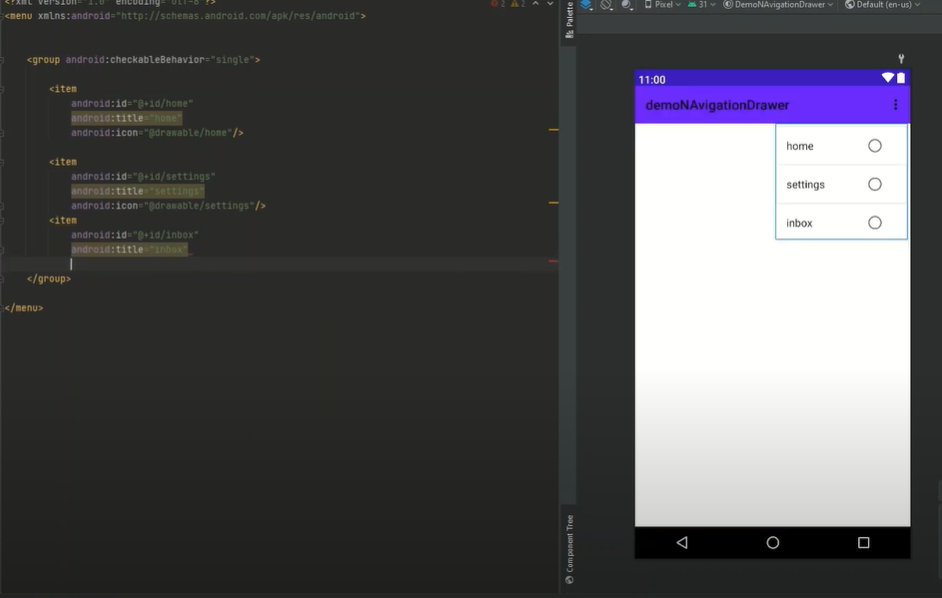 <?xml version="1.0" encoding="utf-8"?>
<menu xmlns:android="http://schemas.android.com/apk/res/android">
<group android:checkableBehavior="single">
<item
android:id="@+id/home"
android:title="home"
android:icon="@drawable/home"/>
<item
android:id="@+id/settings"
android:title="settings"
android:icon="@drawable/settings"/>
<item
android:id="@+id/inbox"
android:title="inbox"
</group>
</menu>
2 2
Palette
Component Tree
Pixel 31 DemoNAvigationDrawer Default (en-us)
11:00
demoNAvigationDrawer
home
settings
inbox